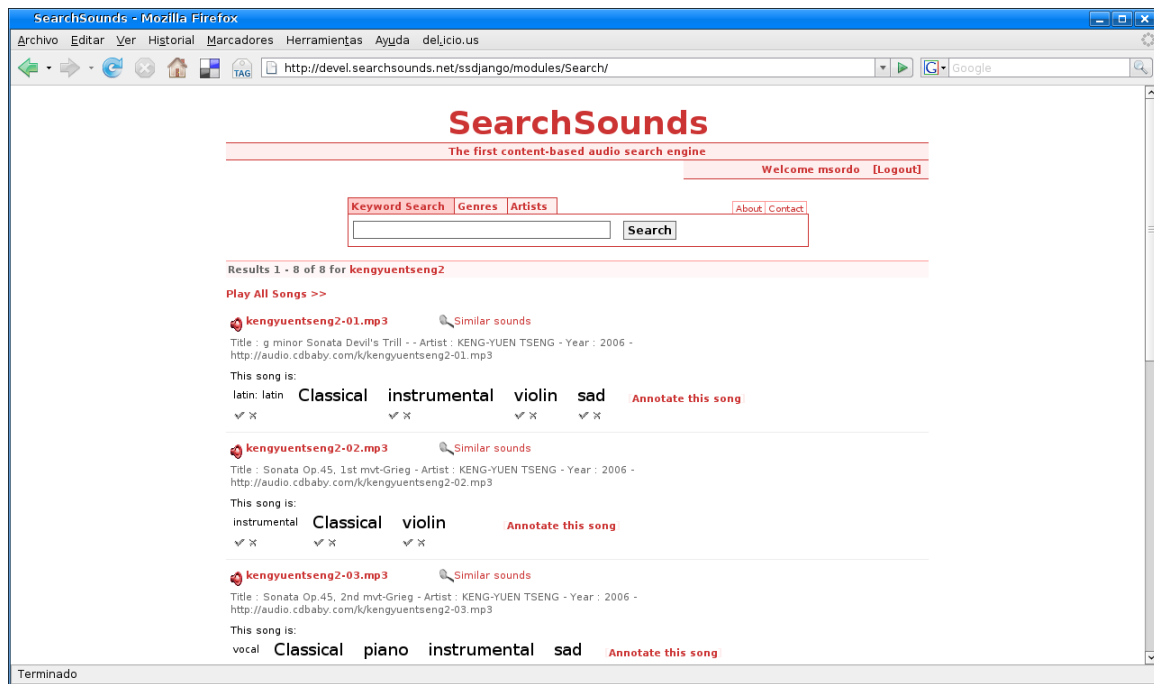 SearchSounds - Mozilla Firefox
Archivo Editar Ver Historial Marcadores Herramientas Ayuda del.icio.us
TAG http://devel.searchsounds.net/ssdjango/modules/Search/ G Google
SearchSounds
The first content-based audio search engine
Welcome msordo [Logout]
Keyword Search Genres Artists About Contact
Search
Results 1 - 8 of 8 for kengyuentseng2
Play All Songs >>
kengyuentseng2-01.mp3 Similar sounds
Title : g minor Sonata Devil's Trill - - Artist : KENG-YUEN TSENG - Year : 2006 -
http://audio.cdbaby.com/k/kengyuentseng2-01.mp3
This song is:
latin: latin Classical instrumental violin sad Annotate this song
kengyuentseng2-02.mp3 Similar sounds
Title : Sonata Op.45, 1st mvt-Grieg - Artist : KENG-YUEN TSENG - Year : 2006 -
http://audio.cdbaby.com/k/kengyuentseng2-02.mp3
This song is:
instrumental Classical violin Annotate this song
kengyuentseng2-03.mp3 Similar sounds
Title : Sonata Op.45, 2nd mvt-Grieg - Artist : KENG-YUEN TSENG - Year : 2006 -
http://audio.cdbaby.com/k/kengyuentseng2-03.mp3
This song is:
vocal Classical piano instrumental sad Annotate this song
Terminado